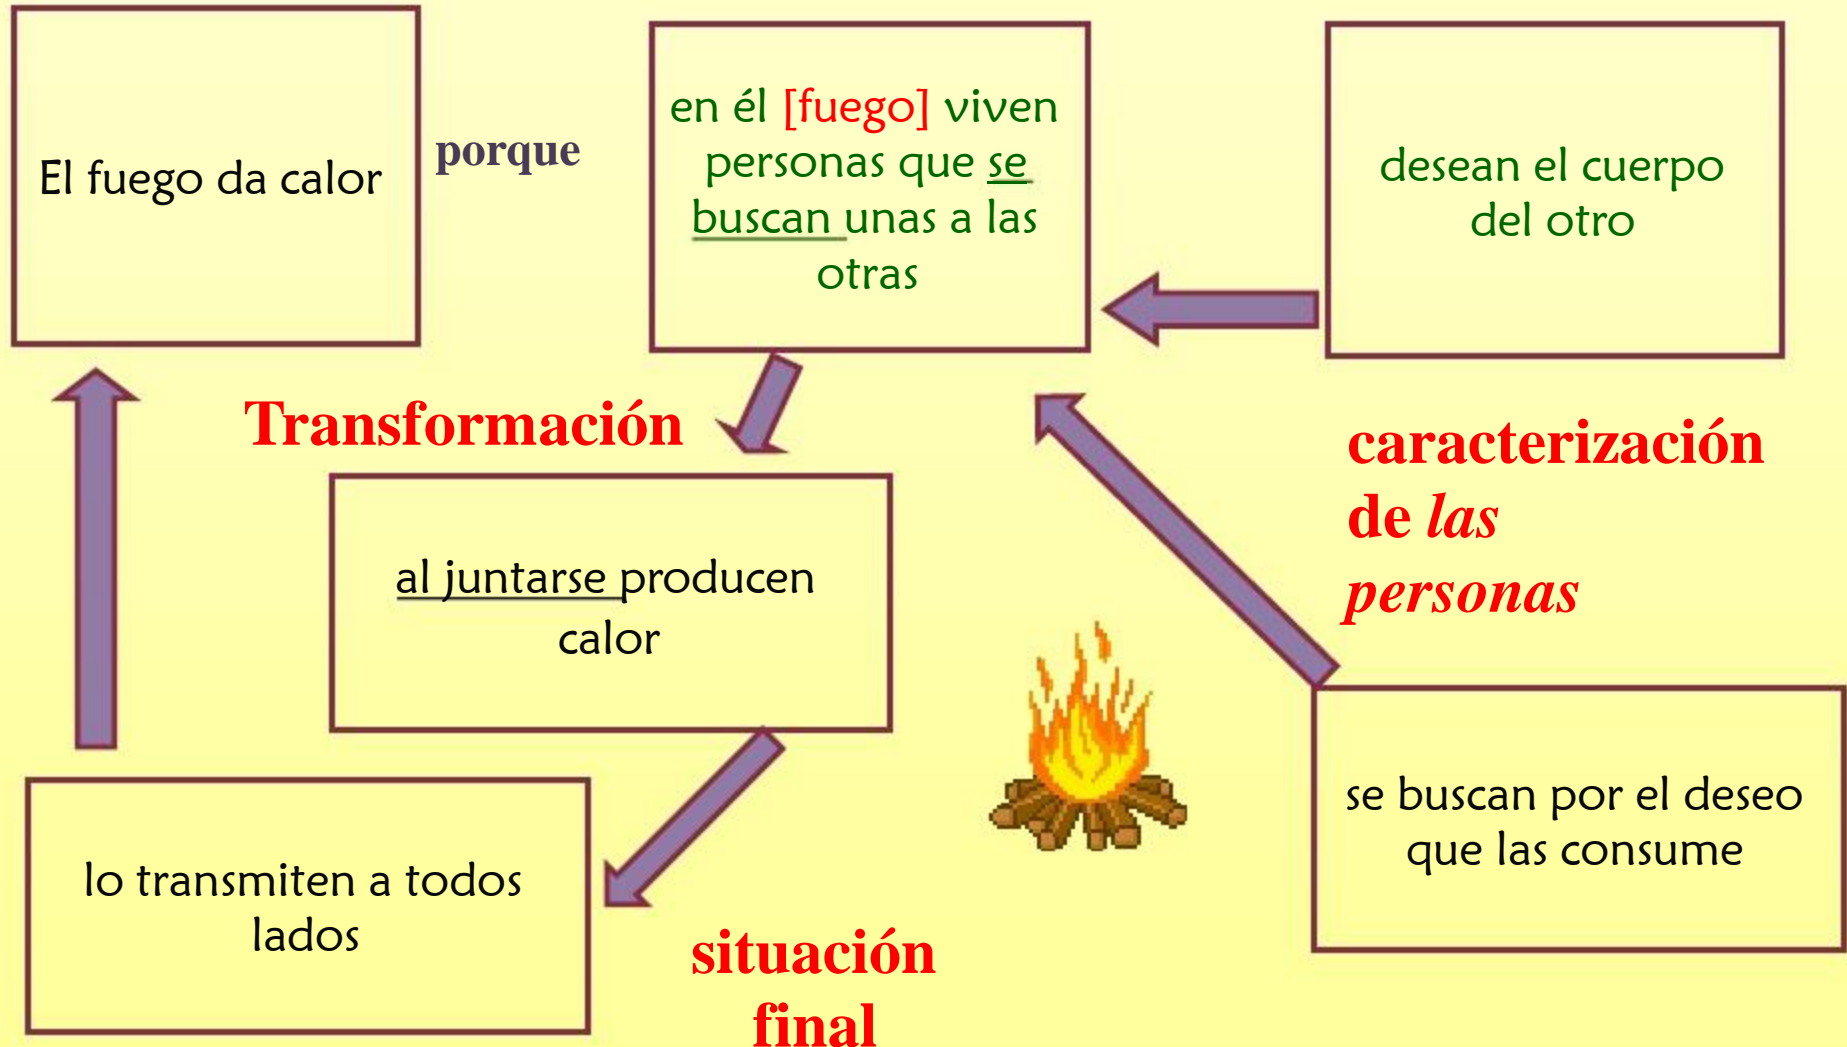 El fuego da calor
porque
en él [fuego] viven
personas que se
buscan unas a las
otras
desean el cuerpo
del otro
Transformación
caracterización
de las
personas
al juntarse producen
calor
se buscan por el deseo
que las consume
lo transmiten a todos
lados
situación
final